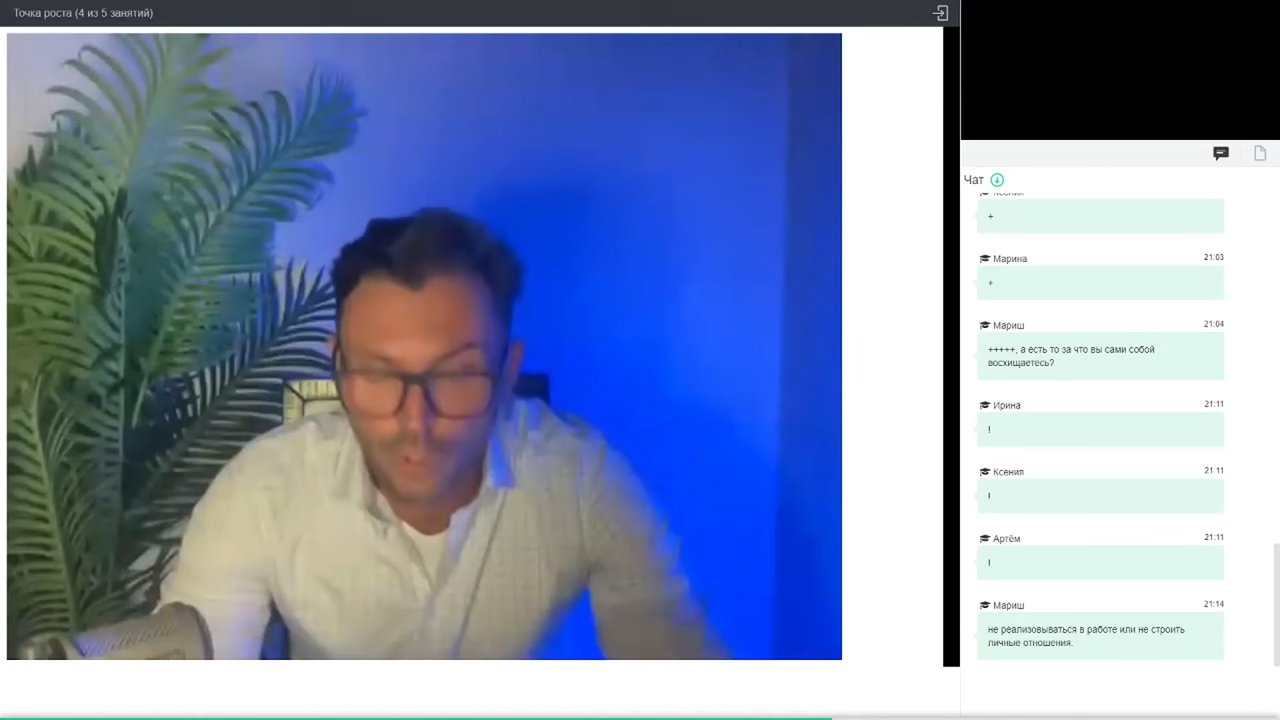 Точка роста (4 из 5 занятий)
Чат
+
Марина 21:03
+
Мариш 21:04
+++++, а есть то за что вы сами собой
восхищаетесь?
Ирина 21:11
!
Ксения 21:11
!
Артём 21:11
!
Мариш 21:14
не реализовываться в работе или не строить
личные отношения.